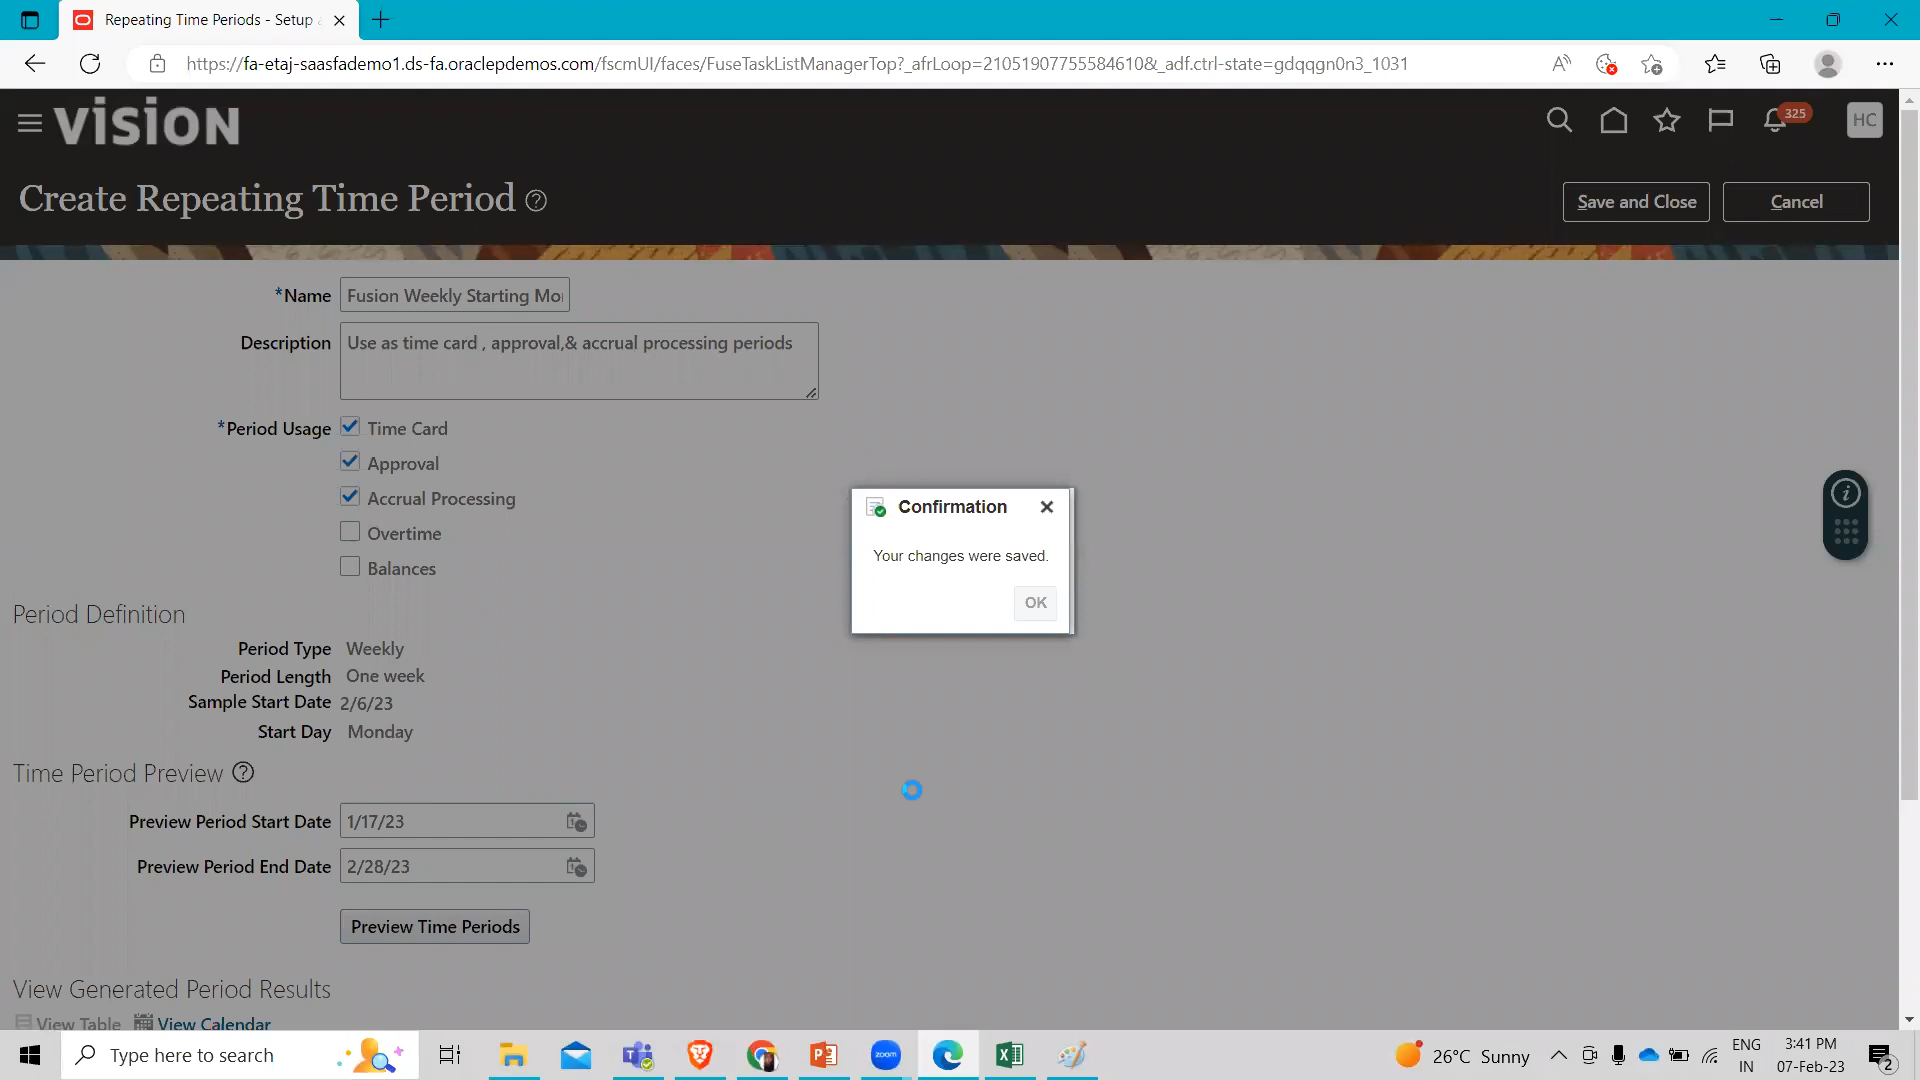 Repeating Time Periods - Setup
https://fa-etaj-saasfademo1.ds-fa.oraclepdemos.com/fscmUI/faces/FuseTaskListManagerTop?_afrLoop=21051907755584610&_adf.ctrl-state=gdqqgn0n3_1031
vision
325
HC
Create Repeating Time Period
Save and Close
Cancel
*Name Fusion Weekly Starting Mo
Description Use as time card , approval,& accrual processing periods
*Period Usage Time Card
Approval
Accrual Processing
Overtime
Balances
Confirmation
Your changes were saved.
OK
Period Definition
Period Type Weekly
Period Length One week
Sample Start Date 2/6/23
Start Day Monday
Time Period Preview
Preview Period Start Date 1/17/23
Preview Period End Date 2/28/23
Preview Time Periods
View Generated Period Results
View Table View Calendar
Type here to search
zoom
26°C Sunny
ENG
IN
3:41 PM
07-Feb-23
2